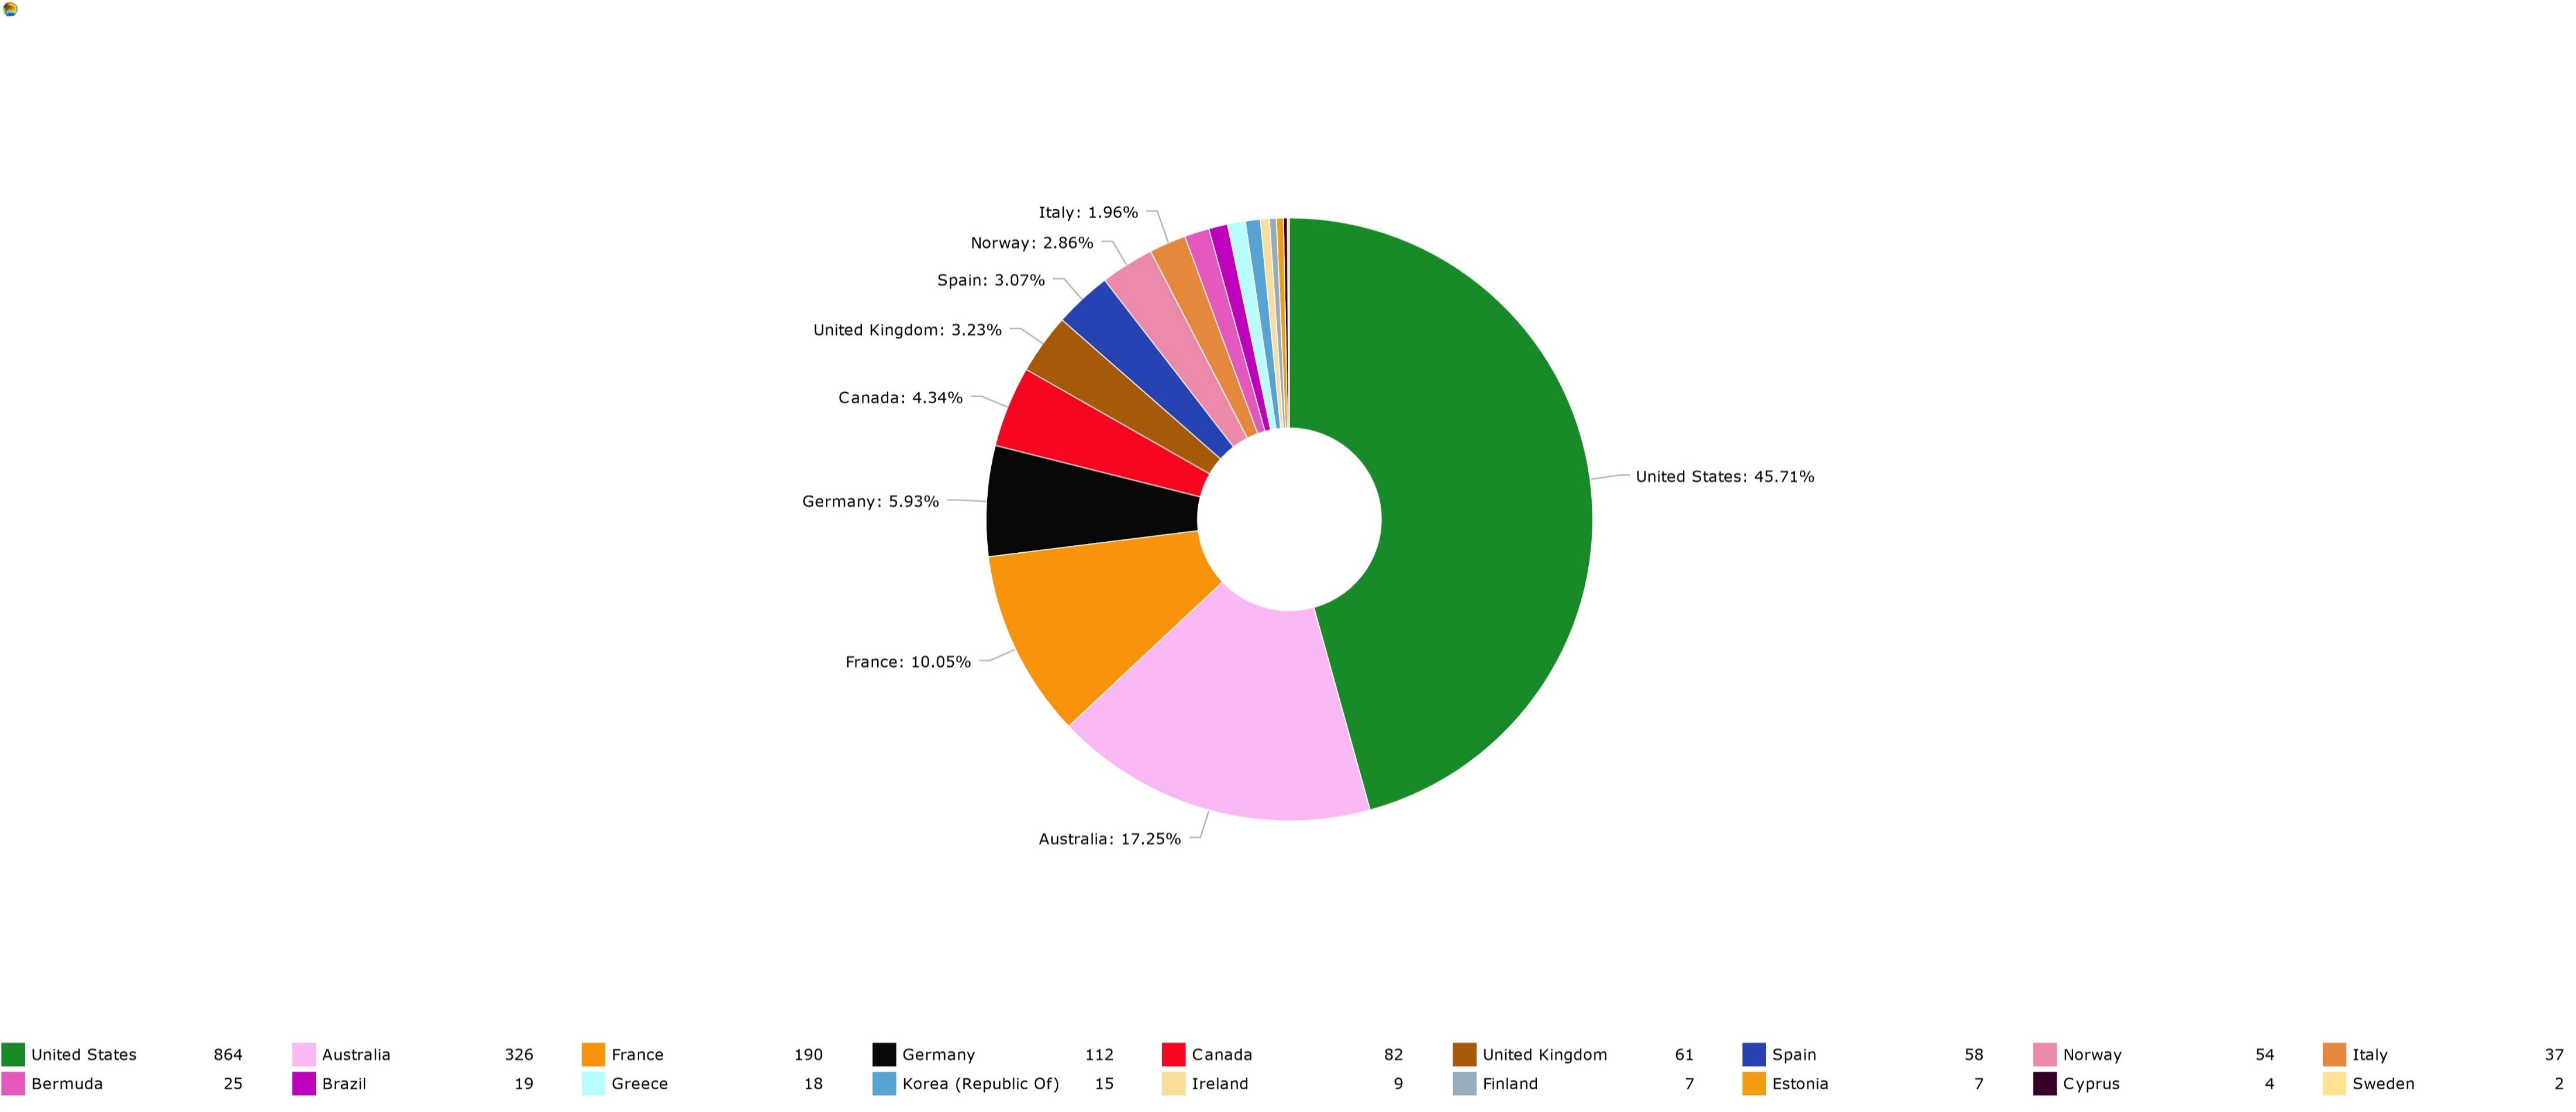 Italy: 1.96%
Norway: 2.86%
Spain: 3.07%
United Kingdom: 3.23%
Canada: 4.34%
United States: 45.71%
Germany: 5.93%
France: 10.05%
Australia: 17.25%
United States 864 Australia 326 France 190 Germany 112 Canada 82 United Kingdom 61 Spain 58 Norway 54 Italy 37
Bermuda 25 Brazil 19 Greece 18 Korea (Republic Of) 15 Ireland 9 Finland 7 Estonia 7 Cyprus 4 Sweden 2